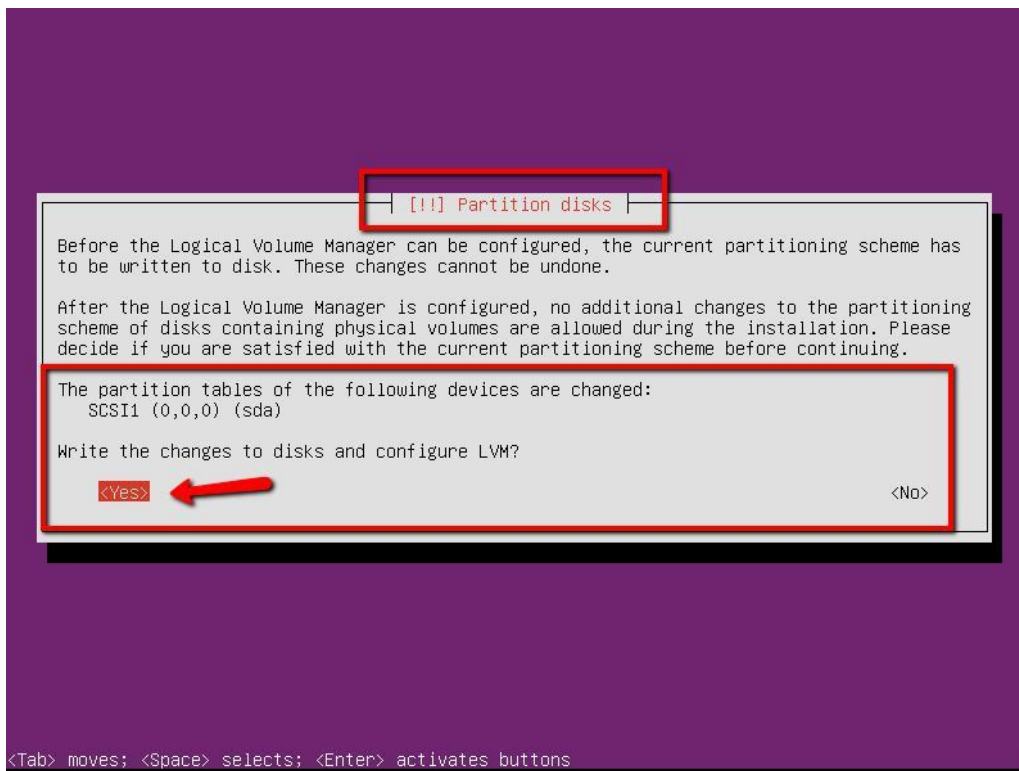 [!!] Partition disks
Before the Logical Volume Manager can be configured, the current partitioning scheme has
to be written to disk. These changes cannot be undone.
After the Logical Volume Manager is configured, no additional changes to the partitioning
scheme of disks containing physical volumes are allowed during the installation. Please
decide if you are satisfied with the current partitioning scheme before continuing.
The partition tables of the following devices are changed:
SCSI1 (0,0,0) (sda)
Write the changes to disks and configure LVM?
<Yes> <No>
<Tab> moves; <Space> selects; <Enter> activates buttons